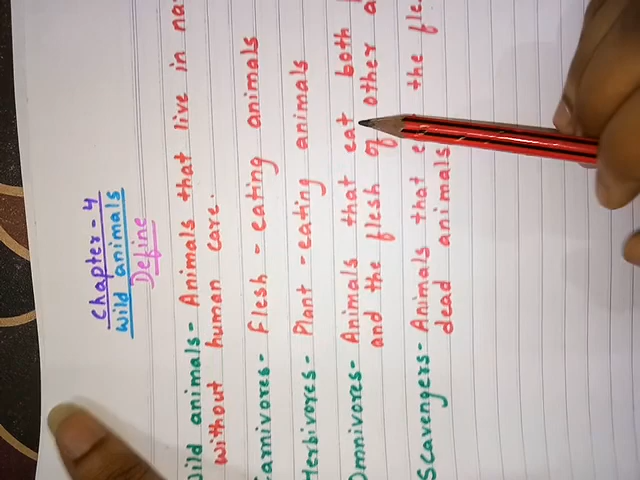 Chapter-4
Wild animals
Define
Wild animals- Animals that live in na
without human care.
Carnivores- Flesh-eating animals
Herbivores- Plant-eating animals
Omnivores- Animals that eat both
and the flesh of other a
Scavengers- Animals that e the fle
dead animals